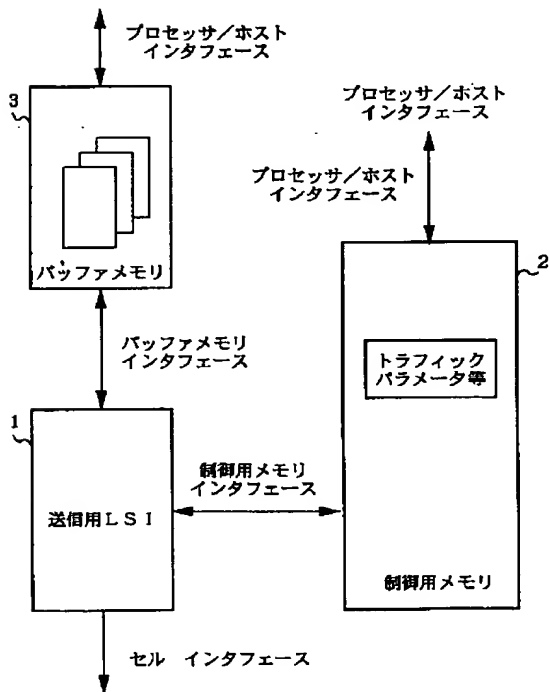 プロセッサ/ホスト
インタフェース
3
バッファメモリ
プロセッサ/ホスト
インタフェース
プロセッサ/ホスト
インタフェース
2
バッファメモリ
インタフェース
トラフィック
パラメータ等
1
送信用LSI
制御用メモリ
インタフェース
制御用メモリ
セル インタフェース